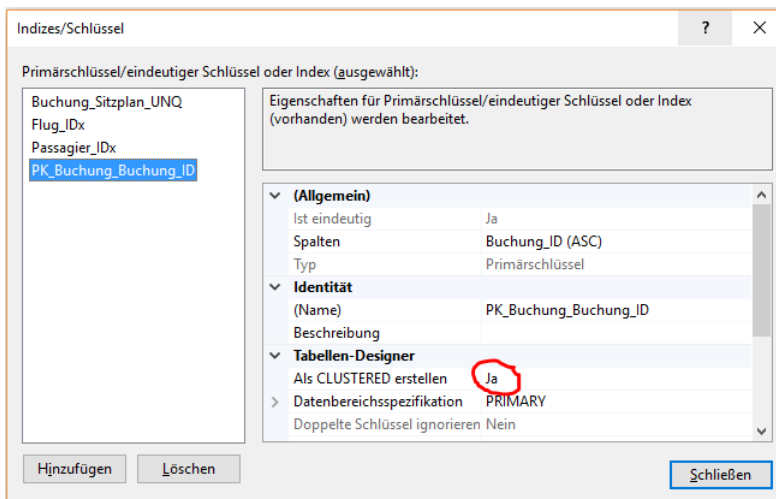 Indizes/Schlüssel
?
Primärschlüssel/eindeutiger Schlüssel oder Index (ausgewählt):
Buchung_Sitzplan_UNQ
Flug_IDx
Passagier_IDx
PK_Buchung_Buchung_ID
Eigenschaften für Primärschlüssel/eindeutiger Schlüssel oder Index
(vorhanden) werden bearbeitet.
(Allgemein)
Ist eindeutig Ja
Spalten Buchung_ID (ASC)
Typ Primärschlüssel
Identität
(Name) PK_Buchung_Buchung_ID
Beschreibung
Tabellen-Designer
Als CLUSTERED erstellen Ja
Datenbereichsspezifikation PRIMARY
Doppelte Schlüssel ignorieren Nein
Hinzufügen Löschen
Schließen